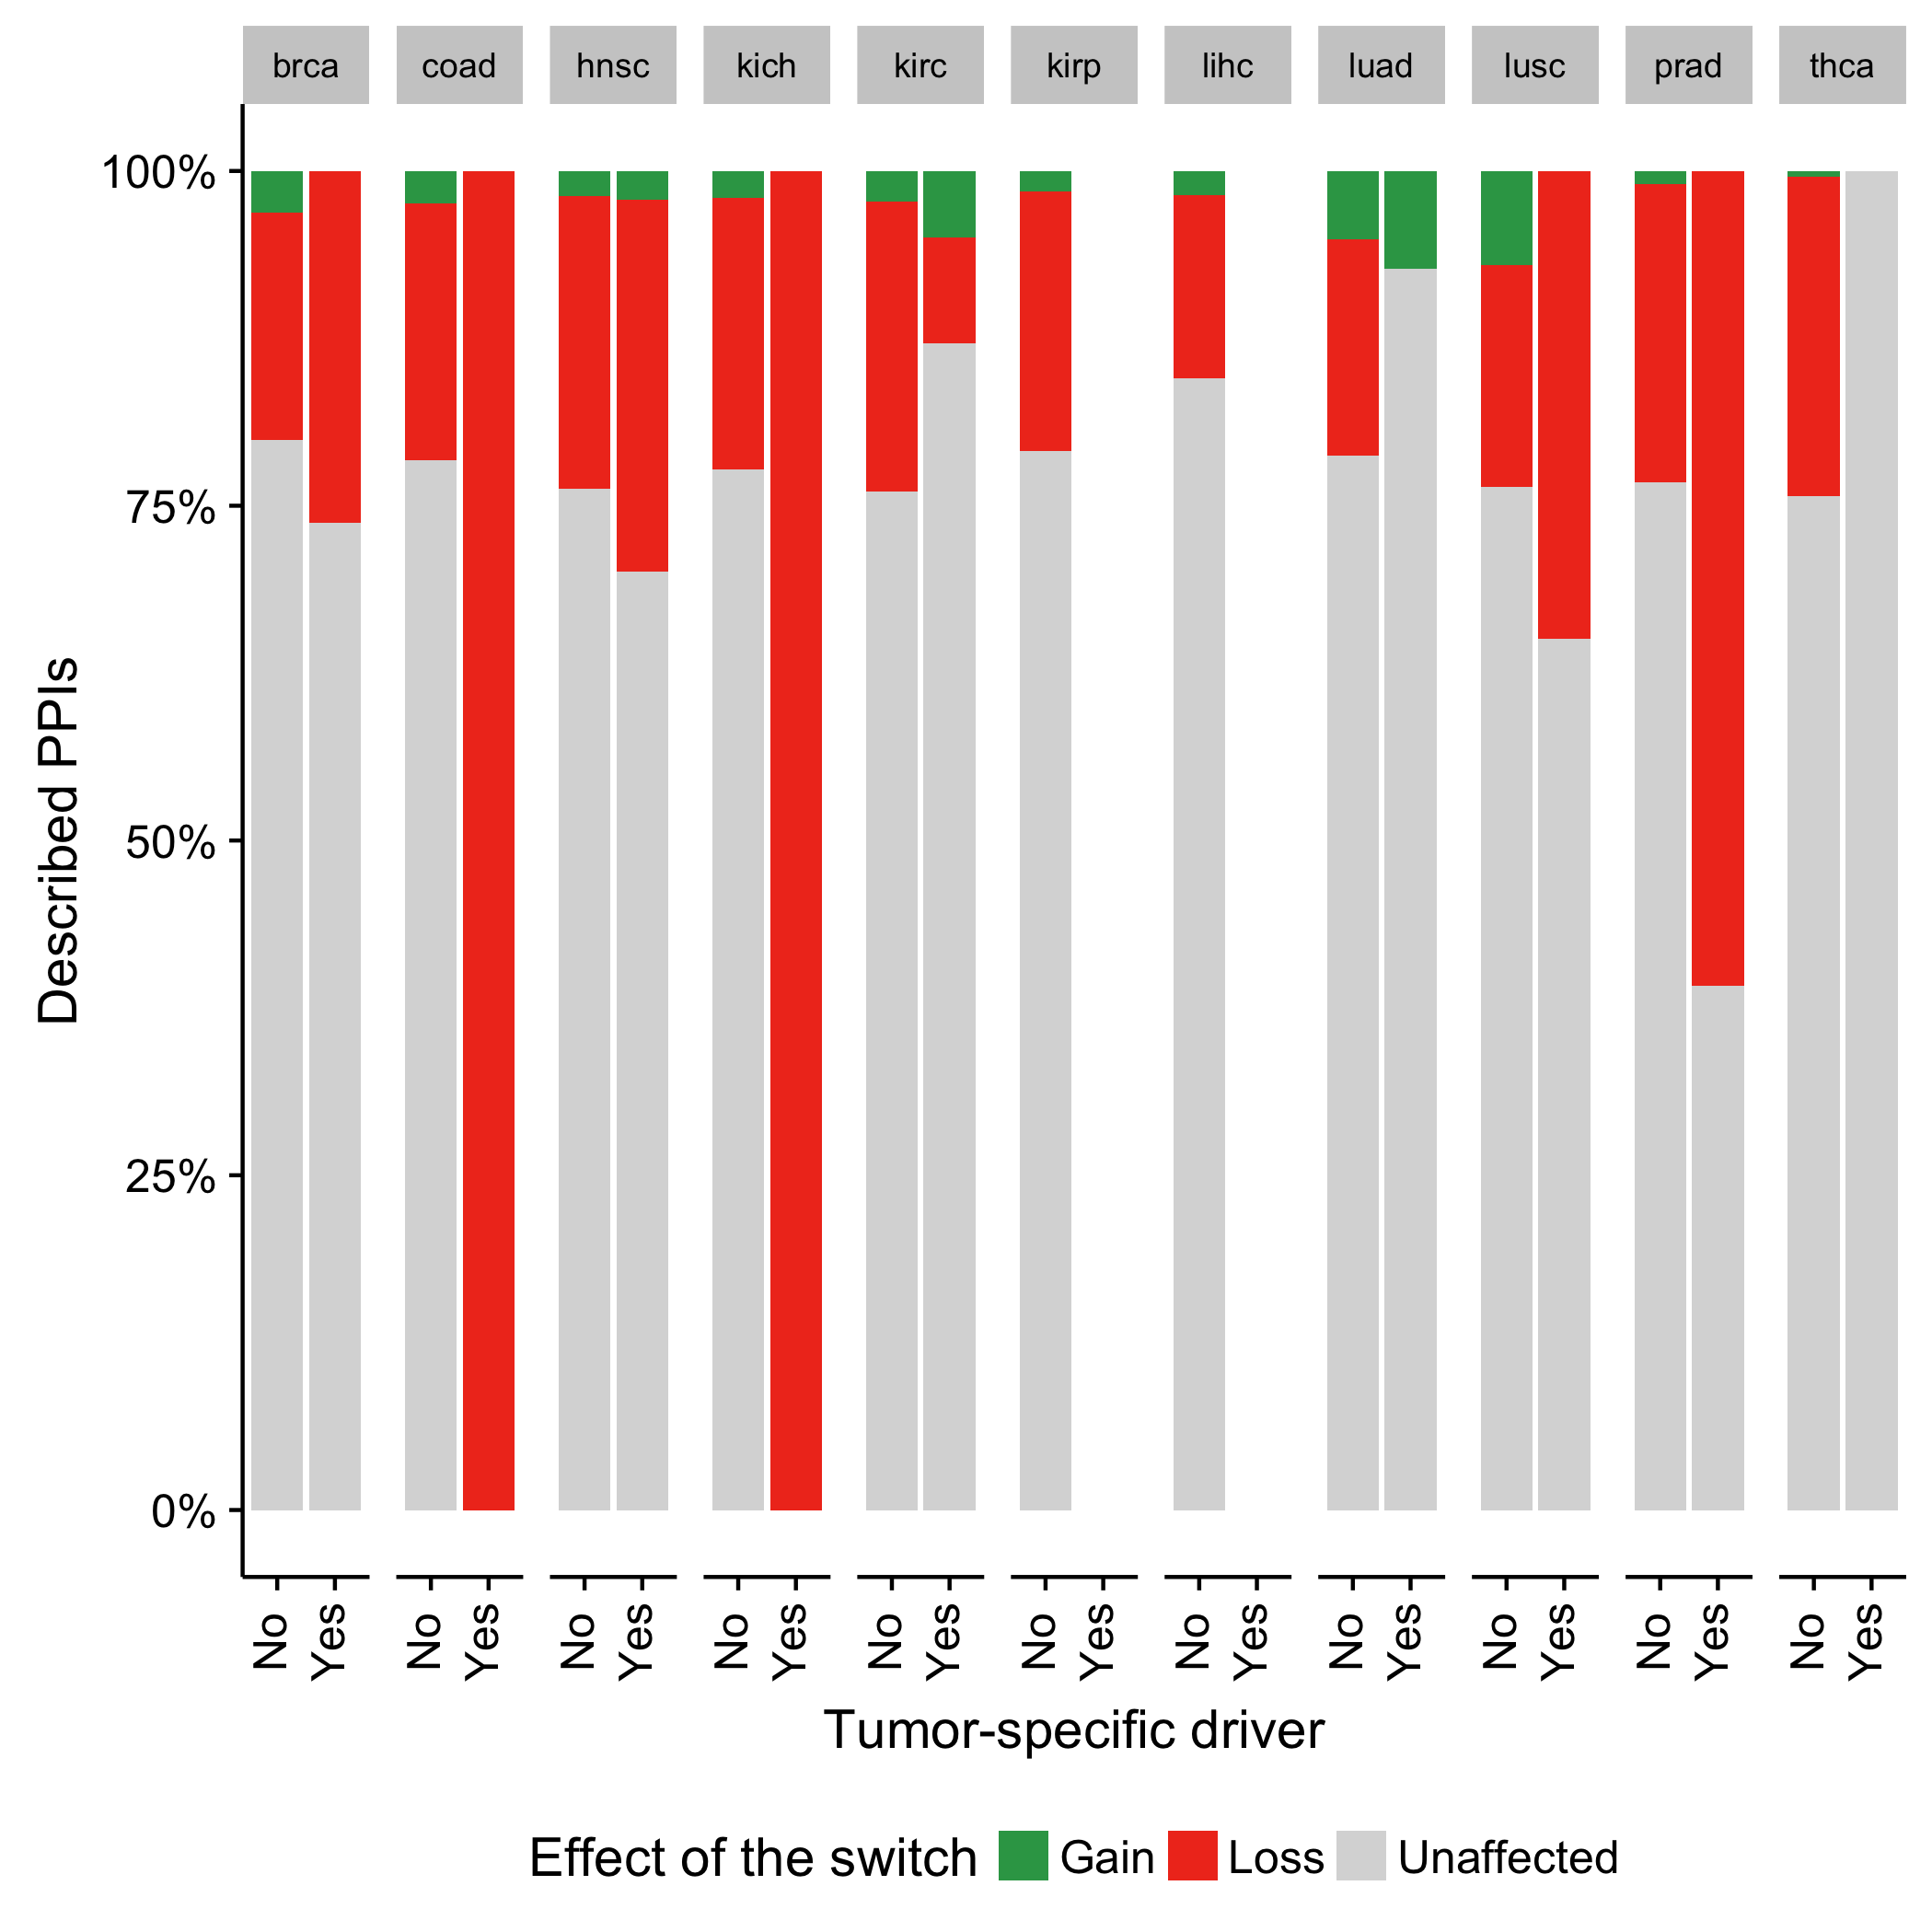 brca coad hnsc kich kirc kirp lihc luad lusc prad thca
100%
75%
50%
25%
0%
Described PPIs
No Yes No Yes No Yes No Yes No Yes No Yes No Yes No Yes No Yes No Yes No Yes
Tumor-specific driver
Effect of the switch Gain Loss Unaffected